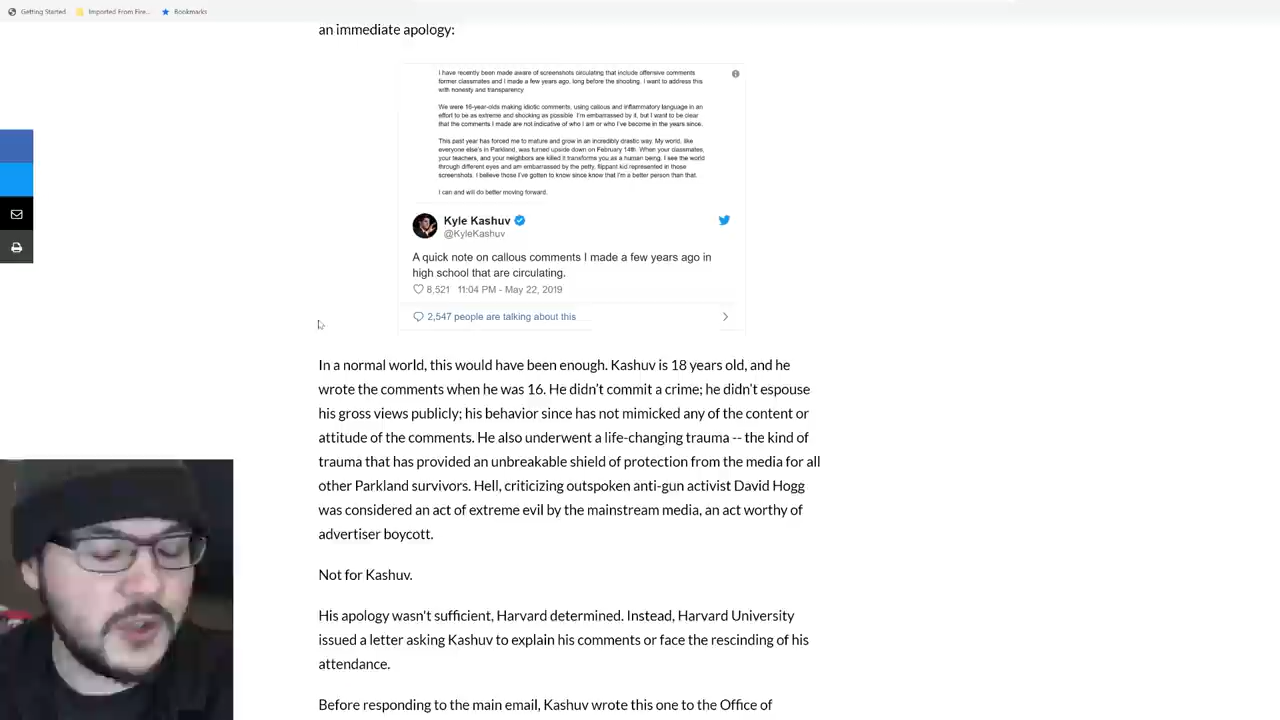 Getting Started
Imported From Fire...
Bookmarks
an immediate apology:
I have recently been made aware of screenshots circulating that include offensive comments
former classmates and I made a few years ago, long before the shooting. I want to address this
with honesty and transparency
We were 16-year-olds making idiotic comments, using callous and inflammatory language in an
effort to be as extreme and shocking as possible. I'm embarrassed by it, but I want to be clear
that the comments I made are not indicative of who I am or who I've become in the years since.
This past year has forced me to mature and grow in an incredibly drastic way. My world, like
everyone else's in Parkland, was turned upside down on February 14th. When your classmates,
your teachers, and your neighbors are killed it transforms you as a human being. I see the world
through different eyes and am embarrassed by the petty, flippant kid represented in those
screenshots. I believe those I've gotten to know since know that I'm a better person than that.
I can and will do better moving forward.
Kyle Kashuv
@KyleKashuv
A quick note on callous comments I made a few years ago in
high school that are circulating.
8,521 11:04 PM - May 22, 2019
2,547 people are talking about this
In a normal world, this would have been enough. Kashuv is 18 years old, and he
wrote the comments when he was 16. He didn't commit a crime; he didn't espouse
his gross views publicly; his behavior since has not mimicked any of the content or
attitude of the comments. He also underwent a life-changing trauma -- the kind of
trauma that has provided an unbreakable shield of protection from the media for all
other Parkland survivors. Hell, criticizing outspoken anti-gun activist David Hogg
was considered an act of extreme evil by the mainstream media, an act worthy of
advertiser boycott.
Not for Kashuv.
His apology wasn't sufficient, Harvard determined. Instead, Harvard University
issued a letter asking Kashuv to explain his comments or face the rescinding of his
attendance.
Before responding to the main email, Kashuv wrote this one to the Office of